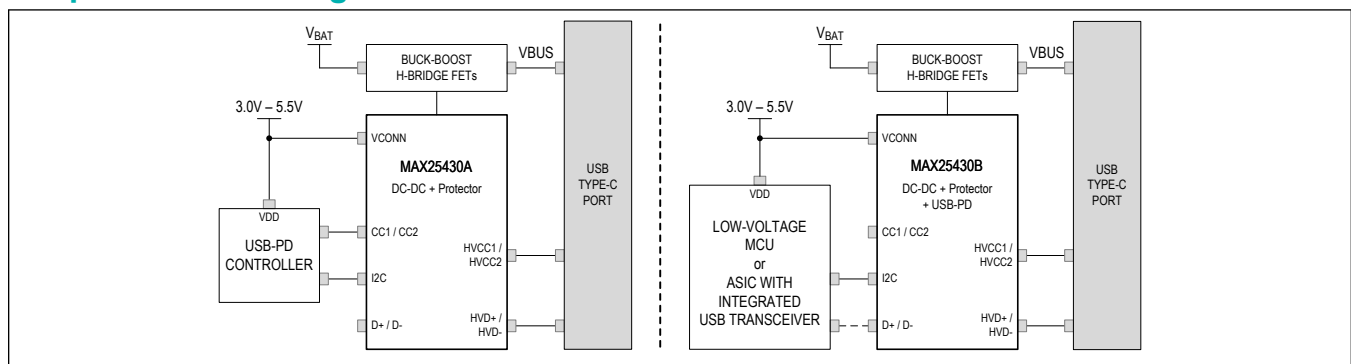 VBAT
BUCK-BOOST
H-BRIDGE FETs
VBUS
3.0V – 5.5V
VCONN
MAX25430A
DC-DC + Protector
VDD
USB-PD
CONTROLLER
CC1 / CC2
I2C
D+ / D-
HVCC1 /
HVCC2
HVD+ /
HVD-
USB
TYPE-C
PORT
VBAT
BUCK-BOOST
H-BRIDGE FETs
VBUS
3.0V – 5.5V
VCONN
MAX25430B
DC-DC + Protector
+ USB-PD
VDD
LOW-VOLTAGE
MCU
or
ASIC WITH
INTEGRATED
USB TRANSCEIVER
CC1 / CC2
I2C
D+ / D-
HVCC1 /
HVCC2
HVD+ /
HVD-
USB
TYPE-C
PORT